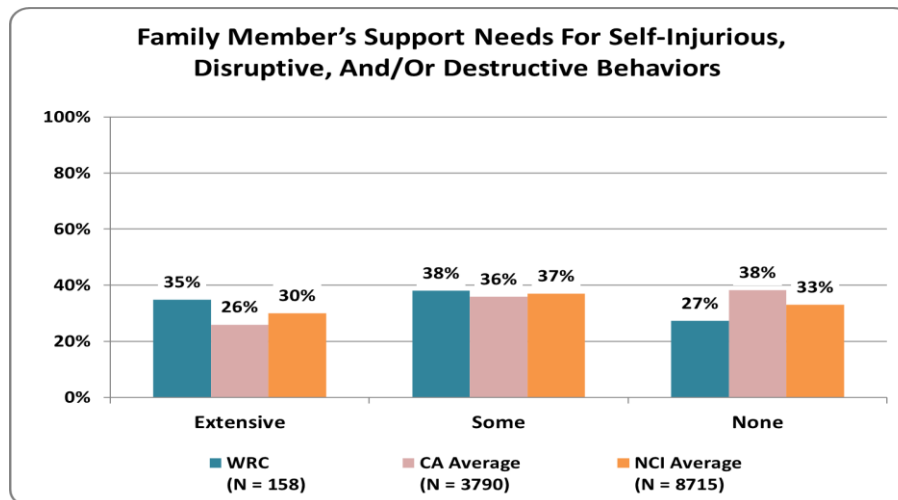 Family Member’s Support Needs For Self-Injurious,
Disruptive, And/Or Destructive Behaviors
100%
80%
60%
40%
20%
0%
35%
26%
30%
38%
36%
37%
27%
38%
33%
Extensive
Some
None
WRC
(N = 158)
CA Average
(N = 3790)
NCI Average
(N = 8715)